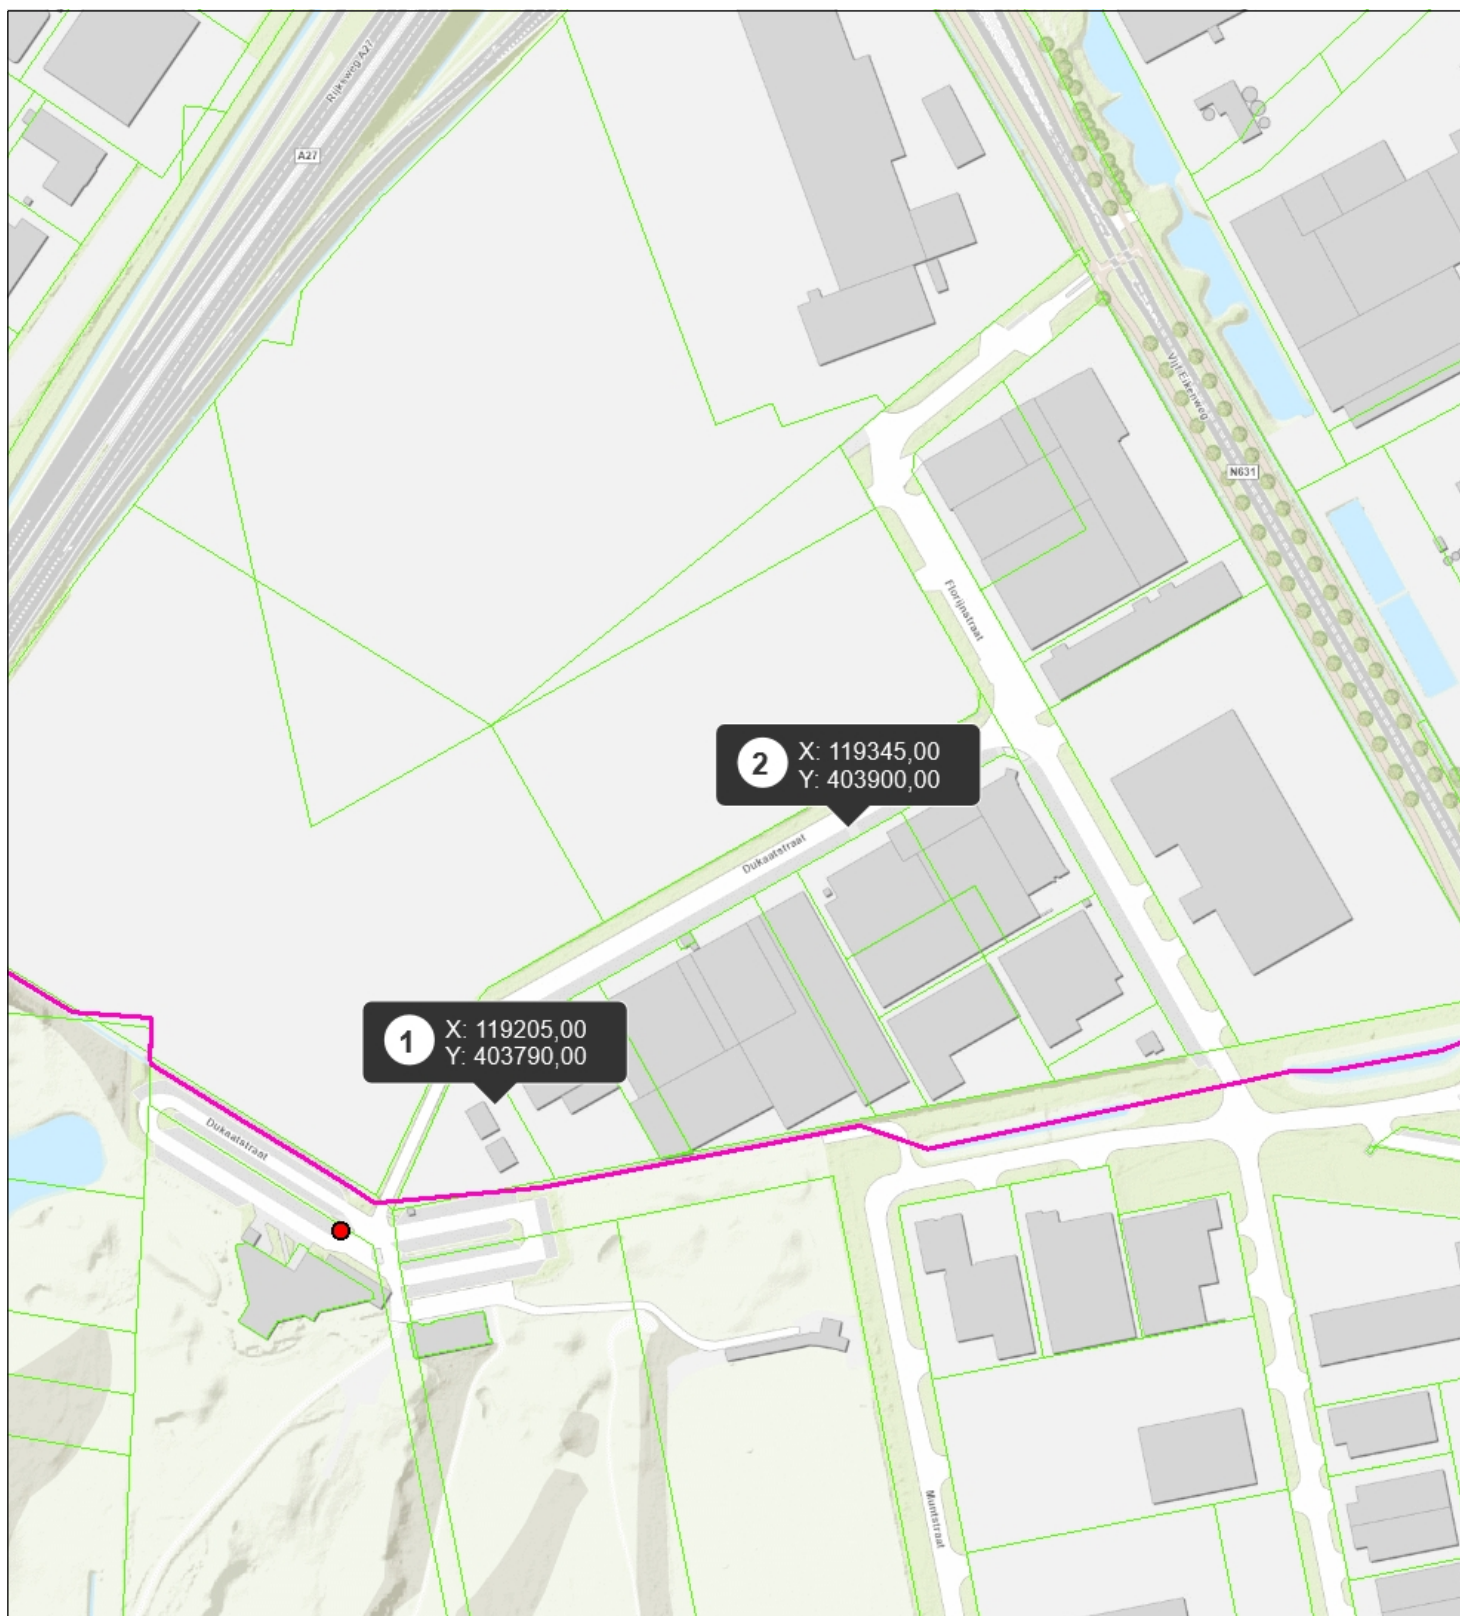 Rijksweg A27
A27
Vijf Eikenweg
N631
Florijnstraat
2
X: 119345,00
Y: 403900,00
Dukaatstraat
1
X: 119205,00
Y: 403790,00
Dukaatstraat
Muntstraat